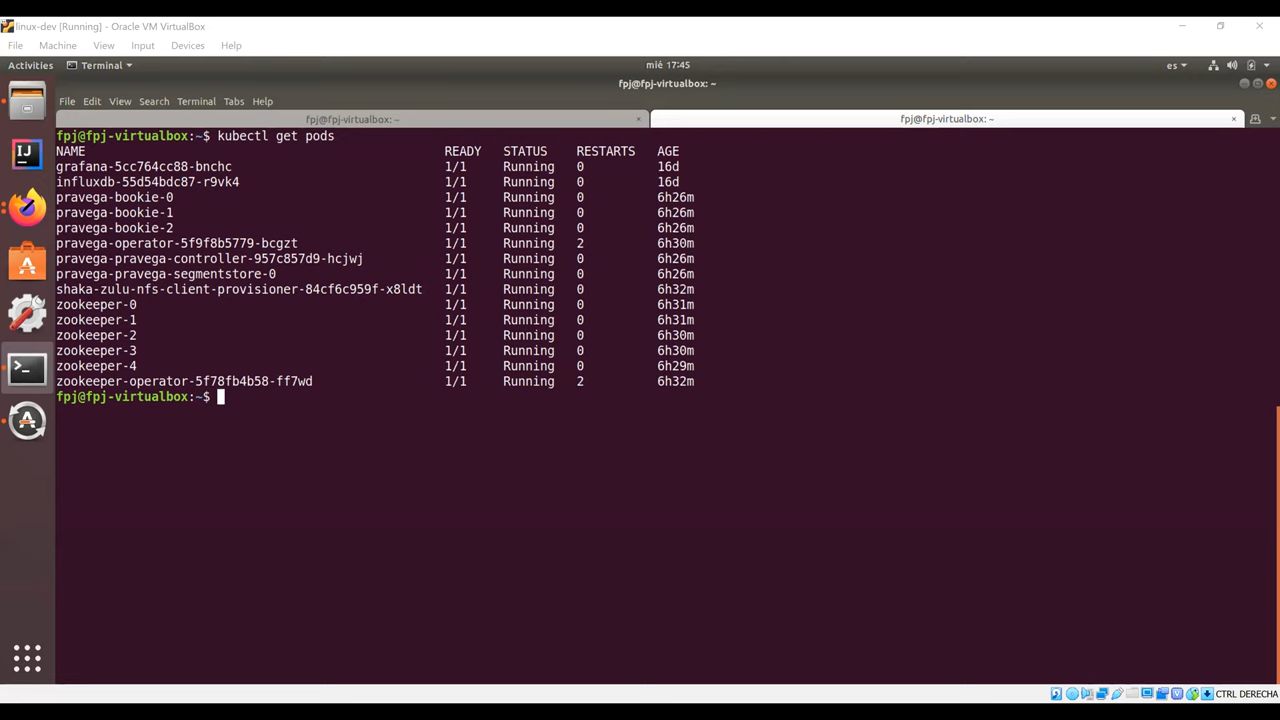 linux-dev [Running] - Oracle VM VirtualBox
File Machine View Input Devices Help
Activities Terminal mié 17:45 es
fpj@fpj-virtualbox: ~
File Edit View Search Terminal Tabs Help
fpj@fpj-virtualbox: ~ × fpj@fpj-virtualbox: ~ ×
fpj@fpj-virtualbox:~$ kubectl get pods
NAME READY STATUS RESTARTS AGE
grafana-5cc764cc88-bnchc 1/1 Running 0 16d
influxdb-55d54bdc87-r9vk4 1/1 Running 0 16d
pravega-bookie-0 1/1 Running 0 6h26m
pravega-bookie-1 1/1 Running 0 6h26m
pravega-bookie-2 1/1 Running 0 6h26m
pravega-operator-5f9f8b5779-bcgzt 1/1 Running 2 6h30m
pravega-pravega-controller-957c857d9-hcjwj 1/1 Running 0 6h26m
pravega-pravega-segmentstore-0 1/1 Running 0 6h26m
shaka-zulu-nfs-client-provisioner-84cf6c959f-x8ldt 1/1 Running 0 6h32m
zookeeper-0 1/1 Running 0 6h31m
zookeeper-1 1/1 Running 0 6h31m
zookeeper-2 1/1 Running 0 6h30m
zookeeper-3 1/1 Running 0 6h30m
zookeeper-4 1/1 Running 0 6h29m
zookeeper-operator-5f78fb4b58-ff7wd 1/1 Running 2 6h32m
fpj@fpj-virtualbox:~$
CTRL DERECHA